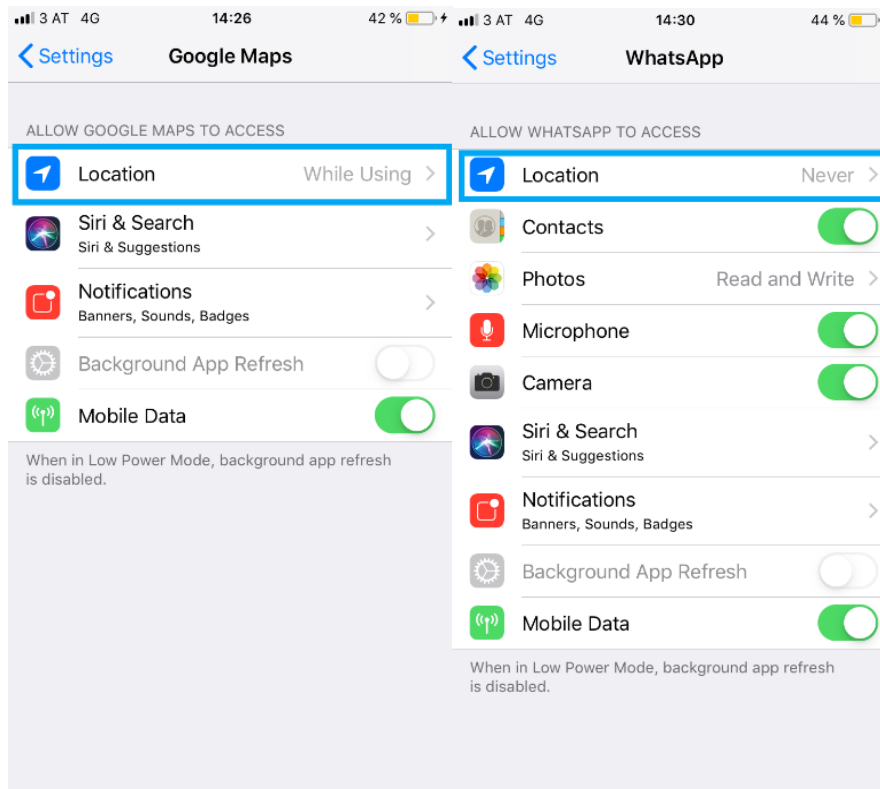 3 AT 4G 14:26 42 %
Settings Google Maps
ALLOW GOOGLE MAPS TO ACCESS
Location While Using
Siri & Search
Siri & Suggestions
Notifications
Banners, Sounds, Badges
Background App Refresh
Mobile Data
When in Low Power Mode, background app refresh
is disabled.
3 AT 4G 14:30 44 %
Settings WhatsApp
ALLOW WHATSAPP TO ACCESS
Location Never
Contacts
Photos Read and Write
Microphone
Camera
Siri & Search
Siri & Suggestions
Notifications
Banners, Sounds, Badges
Background App Refresh
Mobile Data
When in Low Power Mode, background app refresh
is disabled.